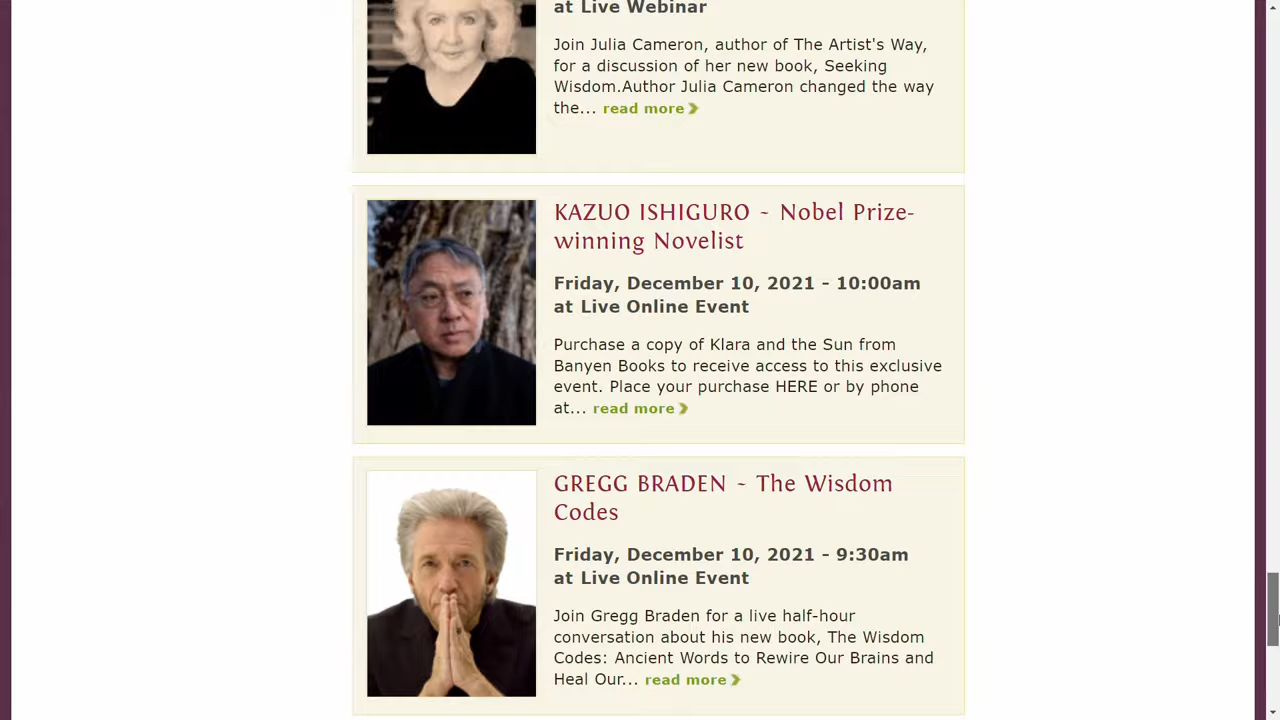 at Live Webinar
Join Julia Cameron, author of The Artist's Way,
for a discussion of her new book, Seeking
Wisdom.Author Julia Cameron changed the way
the... read more
KAZUO ISHIGURO ~ Nobel Prize-
winning Novelist
Friday, December 10, 2021 - 10:00am
at Live Online Event
Purchase a copy of Klara and the Sun from
Banyen Books to receive access to this exclusive
event. Place your purchase HERE or by phone
at... read more
GREGG BRADEN ~ The Wisdom
Codes
Friday, December 10, 2021 - 9:30am
at Live Online Event
Join Gregg Braden for a live half-hour
conversation about his new book, The Wisdom
Codes: Ancient Words to Rewire Our Brains and
Heal Our... read more